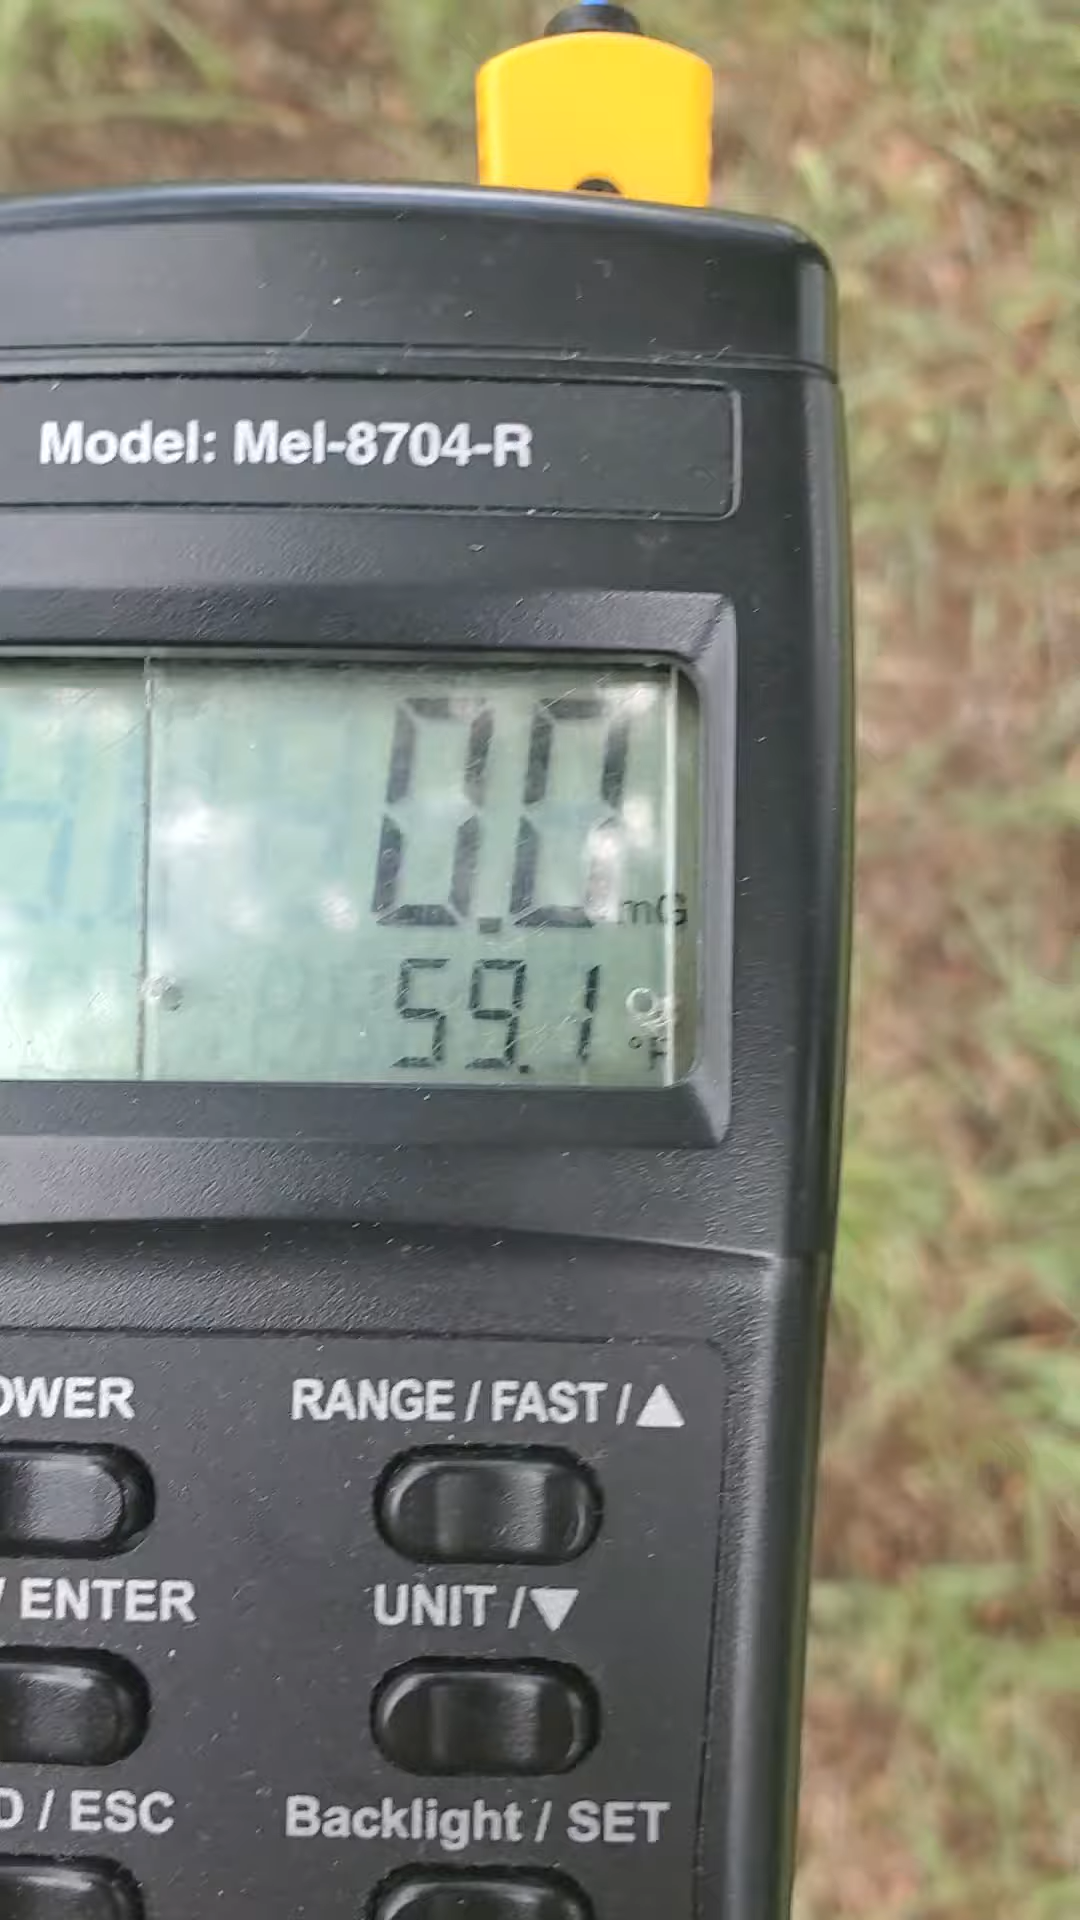 Model: Mel-8704-R
0.0 mG
59.1 °F
OWER
RANGE / FAST / ▲
/ ENTER
UNIT / ▼
D / ESC
Backlight / SET